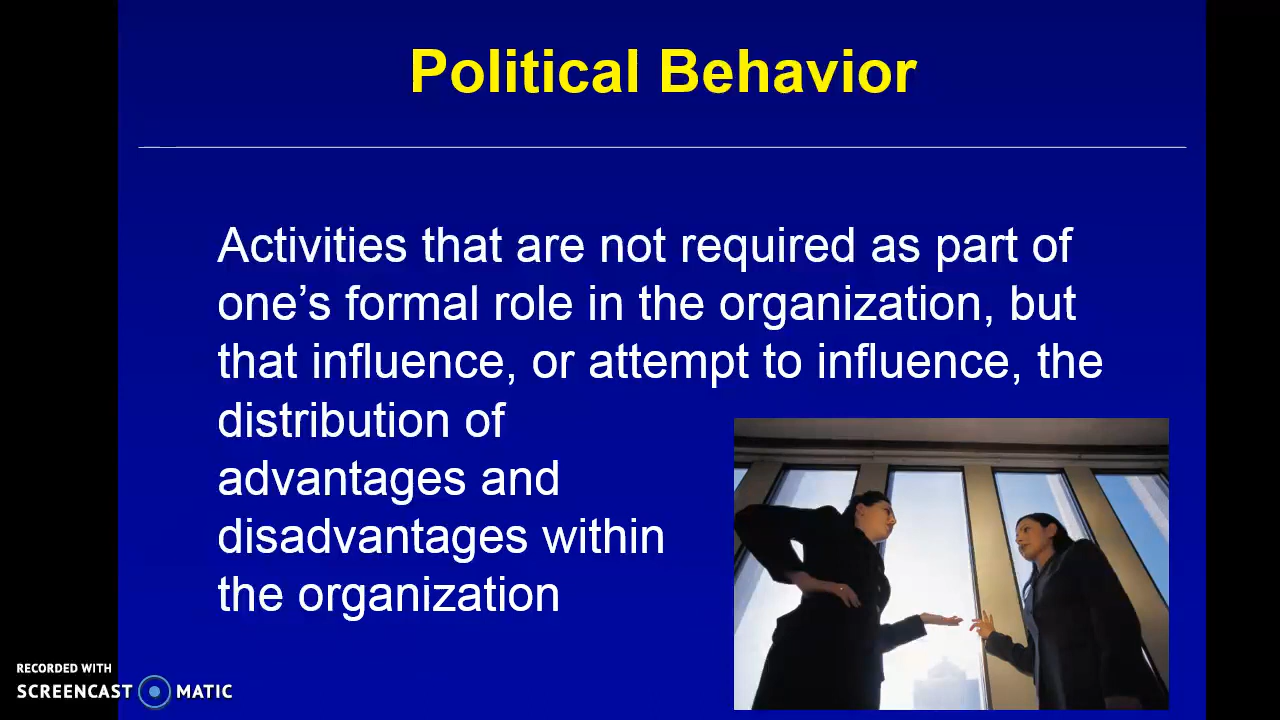 Political Behavior
Activities that are not required as part of
one’s formal role in the organization, but
that influence, or attempt to influence, the
distribution of
advantages and
disadvantages within
the organization
RECORDED WITH
SCREENCAST MATIC